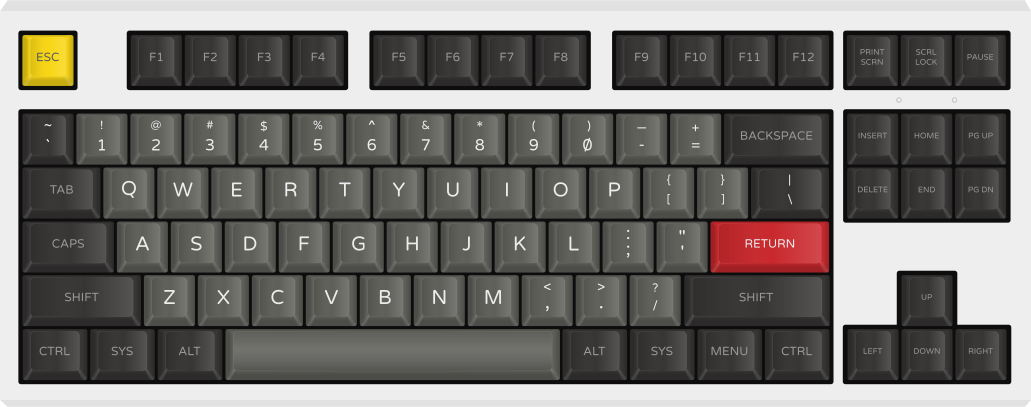 ESC F1 F2 F3 F4 F5 F6 F7 F8 F9 F10 F11 F12 PRINT SCRN SCRL LOCK PAUSE
~ ! @ # $ % ^ & * ( ) — +
` 1 2 3 4 5 6 7 8 9 0 - = BACKSPACE INSERT HOME PG UP
TAB Q W E R T Y U I O P { [ } ] | \ DELETE END PG DN
CAPS A S D F G H J K L : ; " ' RETURN
SHIFT Z X C V B N M < , > . ? / SHIFT UP
CTRL SYS ALT ALT SYS MENU CTRL LEFT DOWN RIGHT